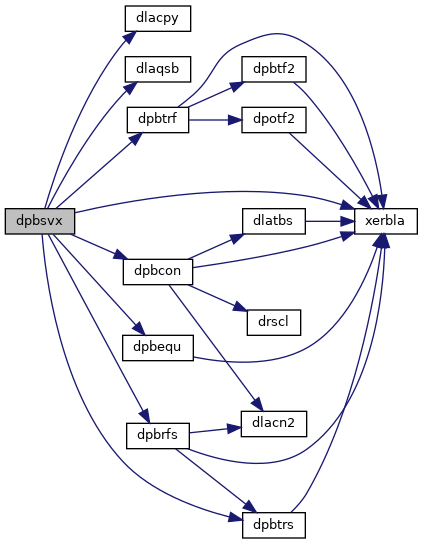 dlacpy
dlaqsb
dpbtf2
dpbtrf
dpotf2
dpbsvx
dlatbs
xerbla
dpbcon
drscl
dpbequ
dlacn2
dpbrfs
dpbtrs